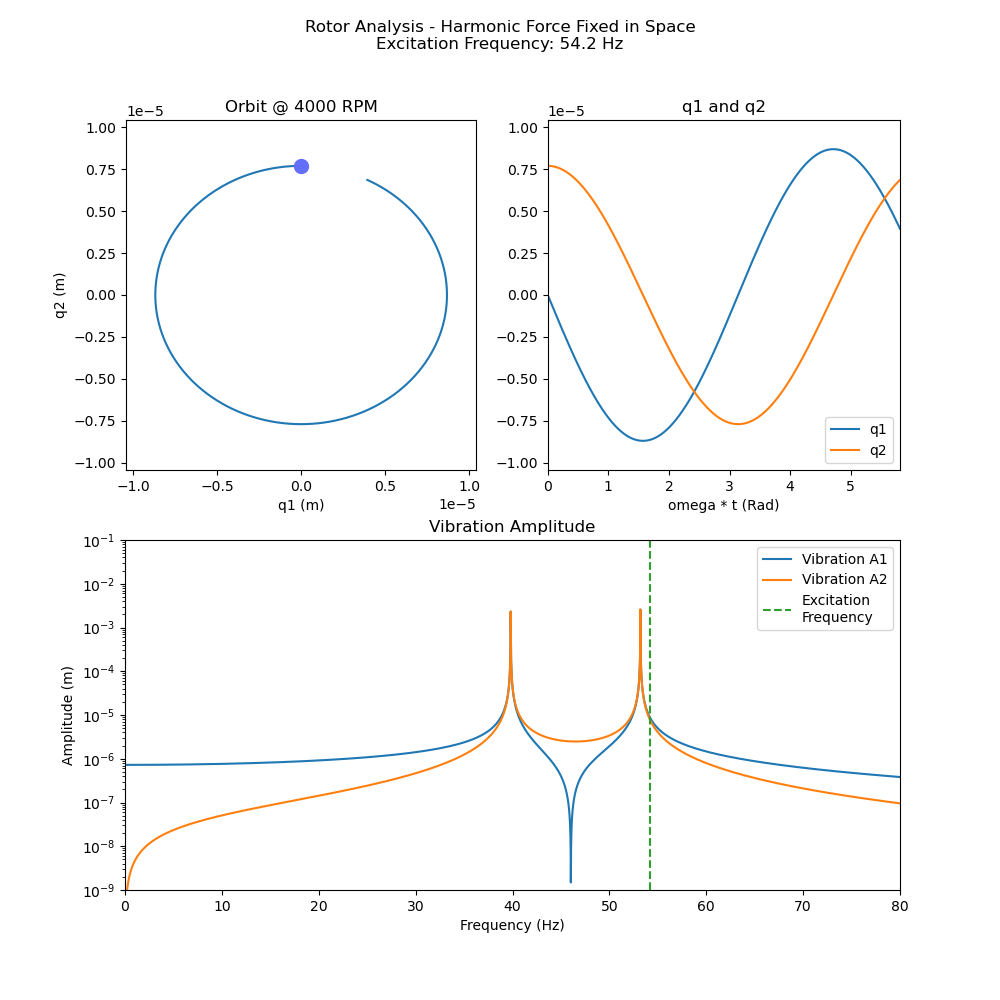 Rotor Analysis - Harmonic Force Fixed in Space
Excitation Frequency: 54.2 Hz
Orbit @ 4000 RPM
1e−5
1.00
0.75
0.50
0.25
0.00
−0.25
−0.50
−0.75
−1.00
q2 (m)
−1.0 −0.5 0.0 0.5 1.0
1e−5
q1 (m)
q1 and q2
1e−5
1.00
0.75
0.50
0.25
0.00
−0.25
−0.50
−0.75
−1.00
q1
q2
0 1 2 3 4 5
omega * t (Rad)
Vibration Amplitude
10⁻¹
10⁻²
10⁻³
10⁻⁴
10⁻⁵
10⁻⁶
10⁻⁷
10⁻⁸
10⁻⁹
Amplitude (m)
Vibration A1
Vibration A2
Excitation
Frequency
0 10 20 30 40 50 60 70 80
Frequency (Hz)